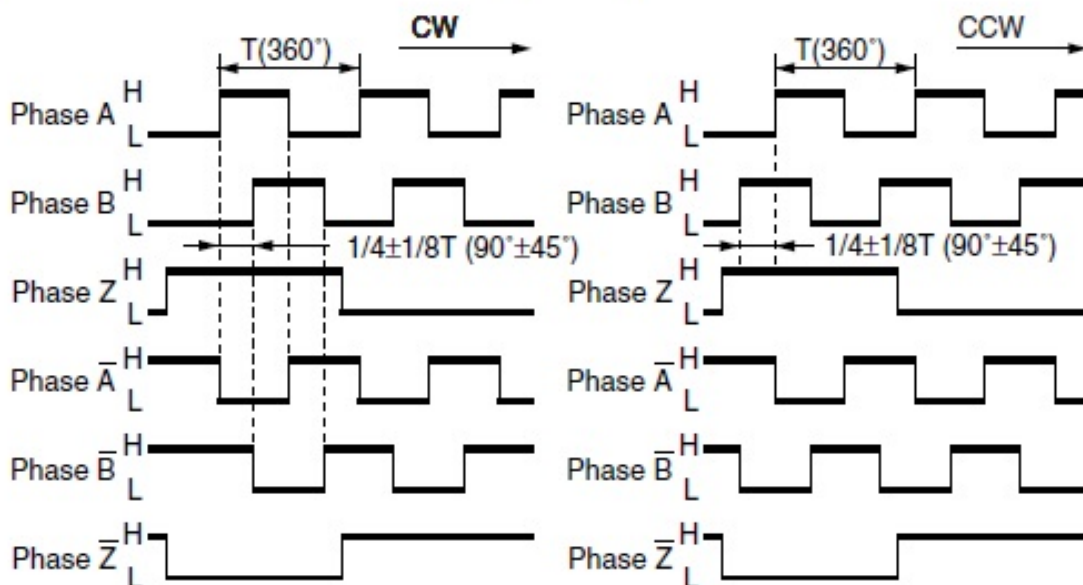 CW
T(360°)
Phase A H
L
Phase B H
L
1/4±1/8T (90°±45°)
Phase Z H
L
Phase A̅ H
L
Phase B̅ H
L
Phase Z̅ H
L
CCW
T(360°)
Phase A H
L
Phase B H
L
1/4±1/8T (90°±45°)
Phase Z H
L
Phase A̅ H
L
Phase B̅ H
L
Phase Z̅ H
L